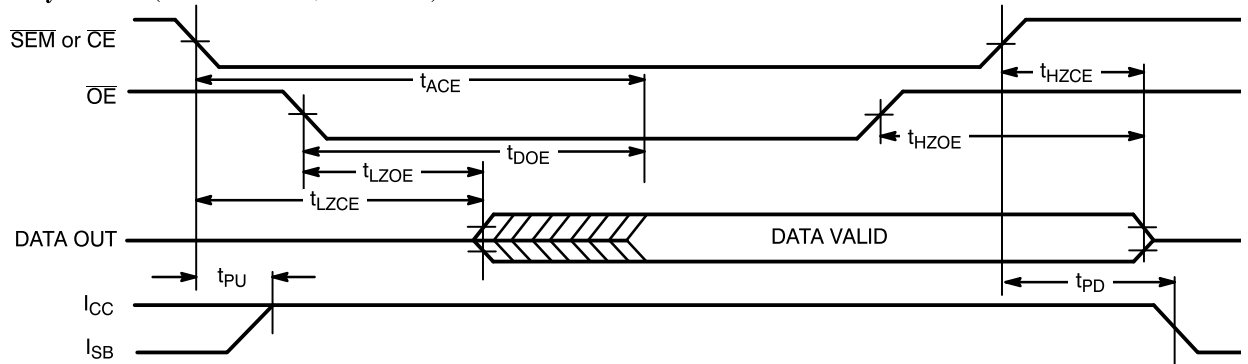 SEM or CE
tACE
tHZCE
OE
tHZOE
tDOE
tLZOE
tLZCE
DATA OUT
DATA VALID
tPU
tPD
ICC
ISB